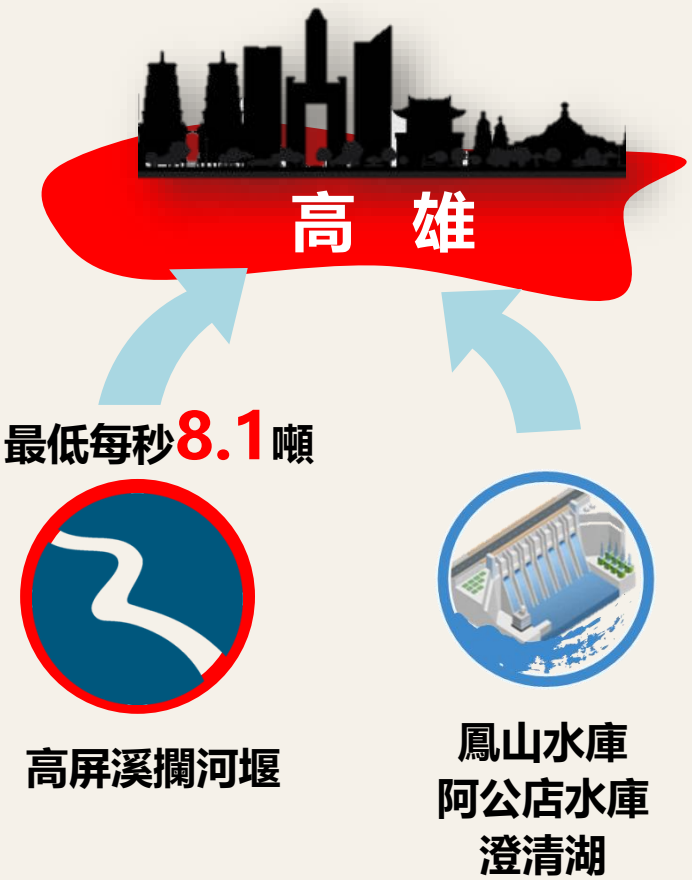 高 雄
最低每秒8.1噸
高屏溪攔河堰
鳳山水庫
阿公店水庫
澄清湖